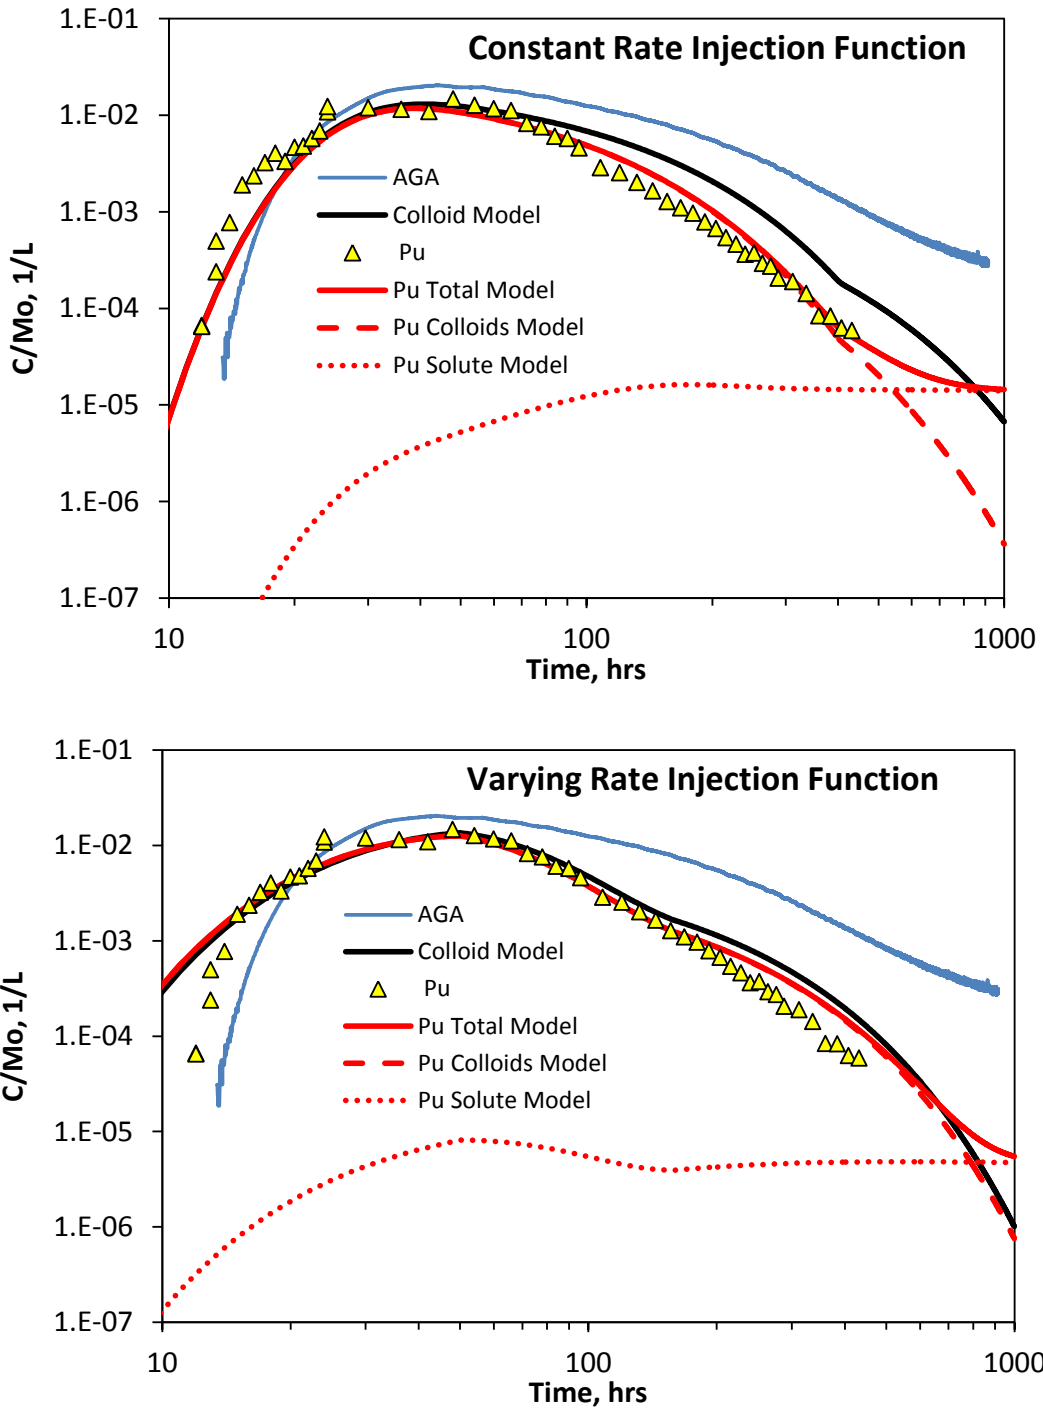 Constant Rate Injection Function
C/Mo, 1/L
1.E-01
1.E-02
1.E-03
1.E-04
1.E-05
1.E-06
1.E-07
AGA
Colloid Model
Pu
Pu Total Model
Pu Colloids Model
Pu Solute Model
10
100
1000
Time, hrs
Varying Rate Injection Function
C/Mo, 1/L
1.E-01
1.E-02
1.E-03
1.E-04
1.E-05
1.E-06
1.E-07
AGA
Colloid Model
Pu
Pu Total Model
Pu Colloids Model
Pu Solute Model
10
100
1000
Time, hrs